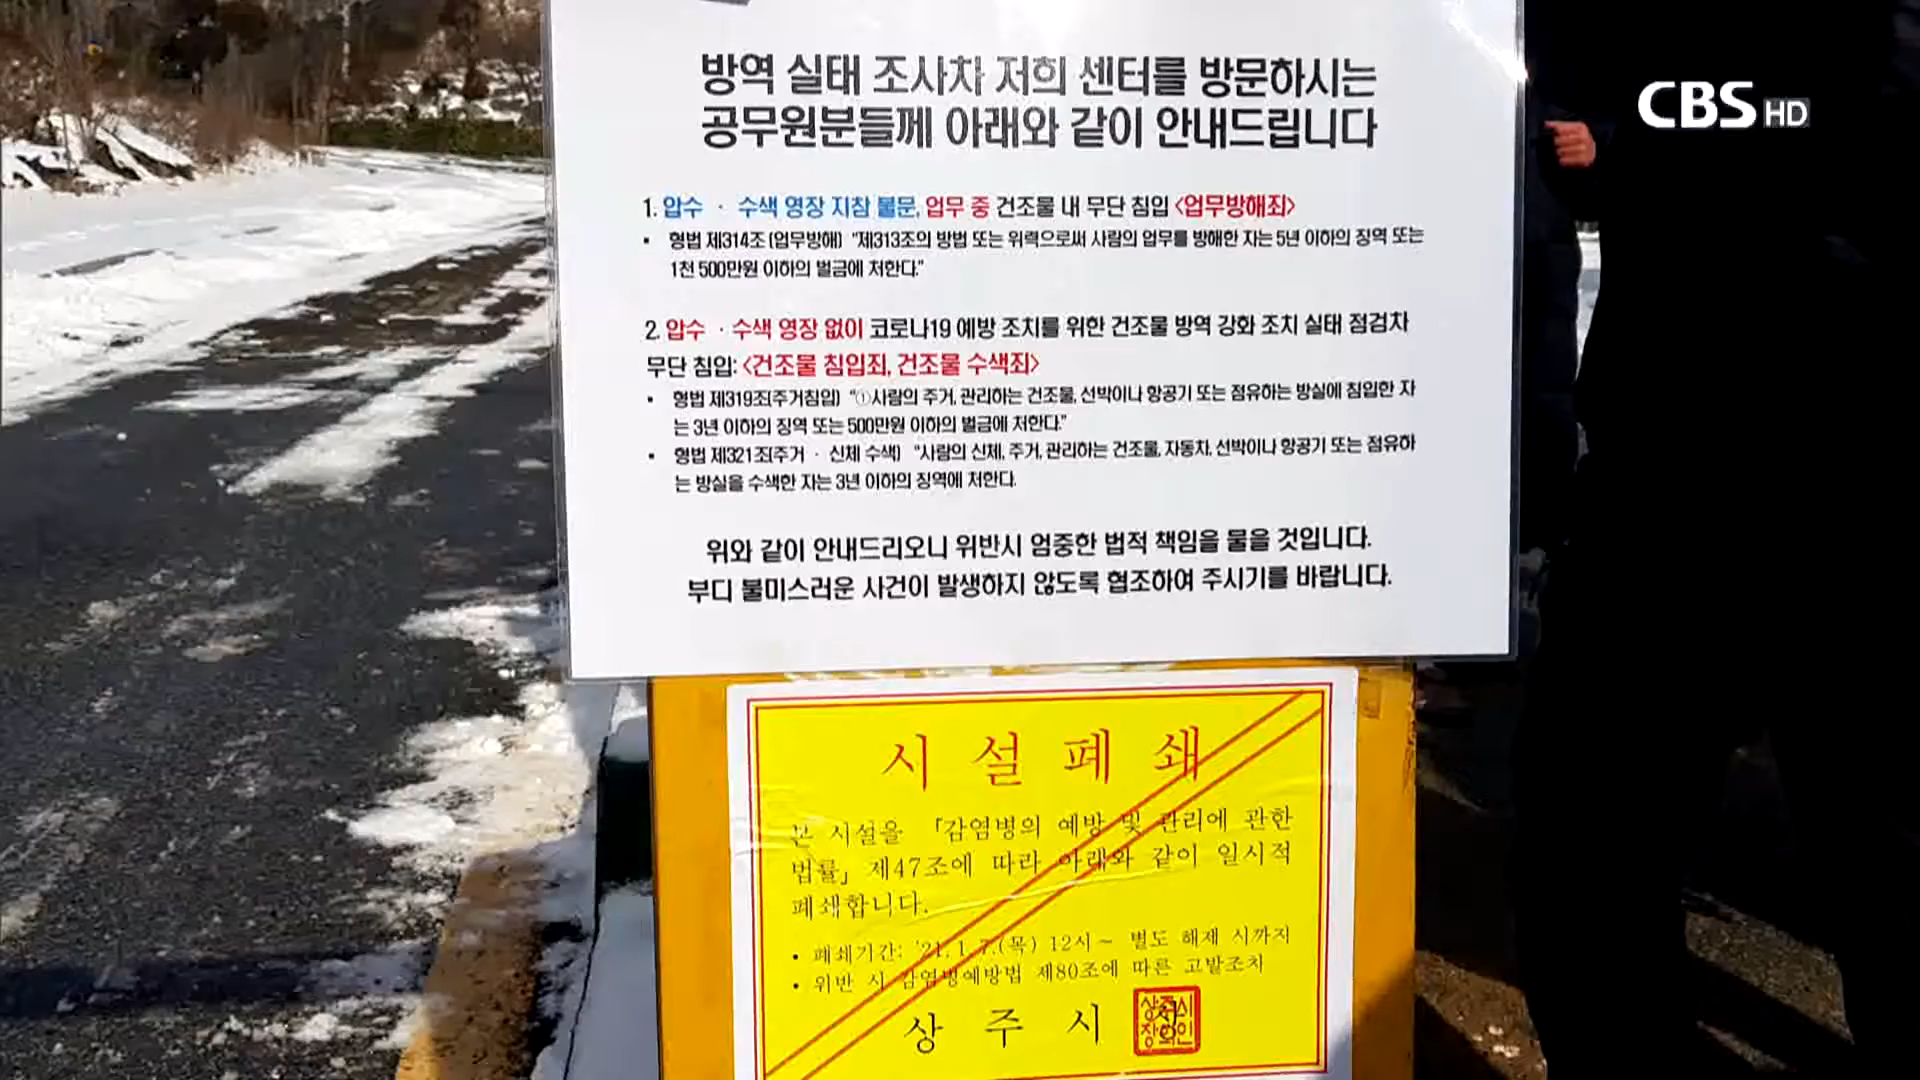 CBS HD
방역 실태 조사차 저희 센터를 방문하시는
공무원분들께 아래와 같이 안내드립니다
1. 압수 · 수색 영장 지참 불문, 업무 중 건조물 내 무단 침입 <업무방해죄>
• 형법 제314조 (업무방해) "제313조의 방법 또는 위력으로써 사람의 업무를 방해한 자는 5년 이하의 징역 또는
1천 500만원 이하의 벌금에 처한다."
2. 압수 · 수색 영장 없이 코로나19 예방 조치를 위한 건조물 방역 강화 조치 실태 점검차
무단 침입: <건조물 침입죄, 건조물 수색죄>
• 형법 제319조(주거침입) "①사람의 주거, 관리하는 건조물, 선박이나 항공기 또는 점유하는 방실에 침입한 자
는 3년 이하의 징역 또는 500만원 이하의 벌금에 처한다."
• 형법 제321조(주거 · 신체 수색) "사람의 신체, 주거, 관리하는 건조물, 자동차, 선박이나 항공기 또는 점유하
는 방실을 수색한 자는 3년 이하의 징역에 처한다.
위와 같이 안내드리오니 위반시 엄중한 법적 책임을 물을 것입니다.
부디 불미스러운 사건이 발생하지 않도록 협조하여 주시기를 바랍니다.
시 설 폐 쇄
본 시설을 「감염병의 예방 및 관리에 관한
법률」 제47조에 따라 아래와 같이 일시적
폐쇄합니다.
• 폐쇄기간: '21. 1. 7.(목) 12시 ~ 별도 해제 시까지
• 위반 시 감염병예방법 제80조에 따른 고발조치
상 주 시 장
상주시
장의인